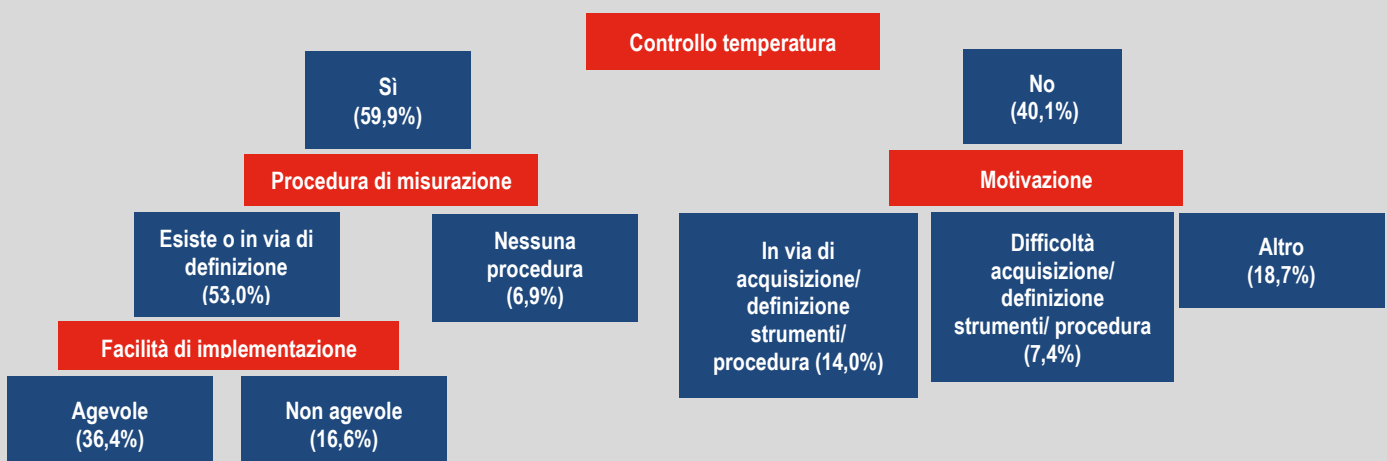 Controllo temperatura
Sì
(59,9%)
No
(40,1%)
Procedura di misurazione
Motivazione
Esiste o in via di
definizione
(53,0%)
Nessuna
procedura
(6,9%)
In via di
acquisizione/
definizione
strumenti/
procedura (14,0%)
Difficoltà
acquisizione/
definizione
strumenti/ procedura
(7,4%)
Altro
(18,7%)
Facilità di implementazione
Agevole
(36,4%)
Non agevole
(16,6%)